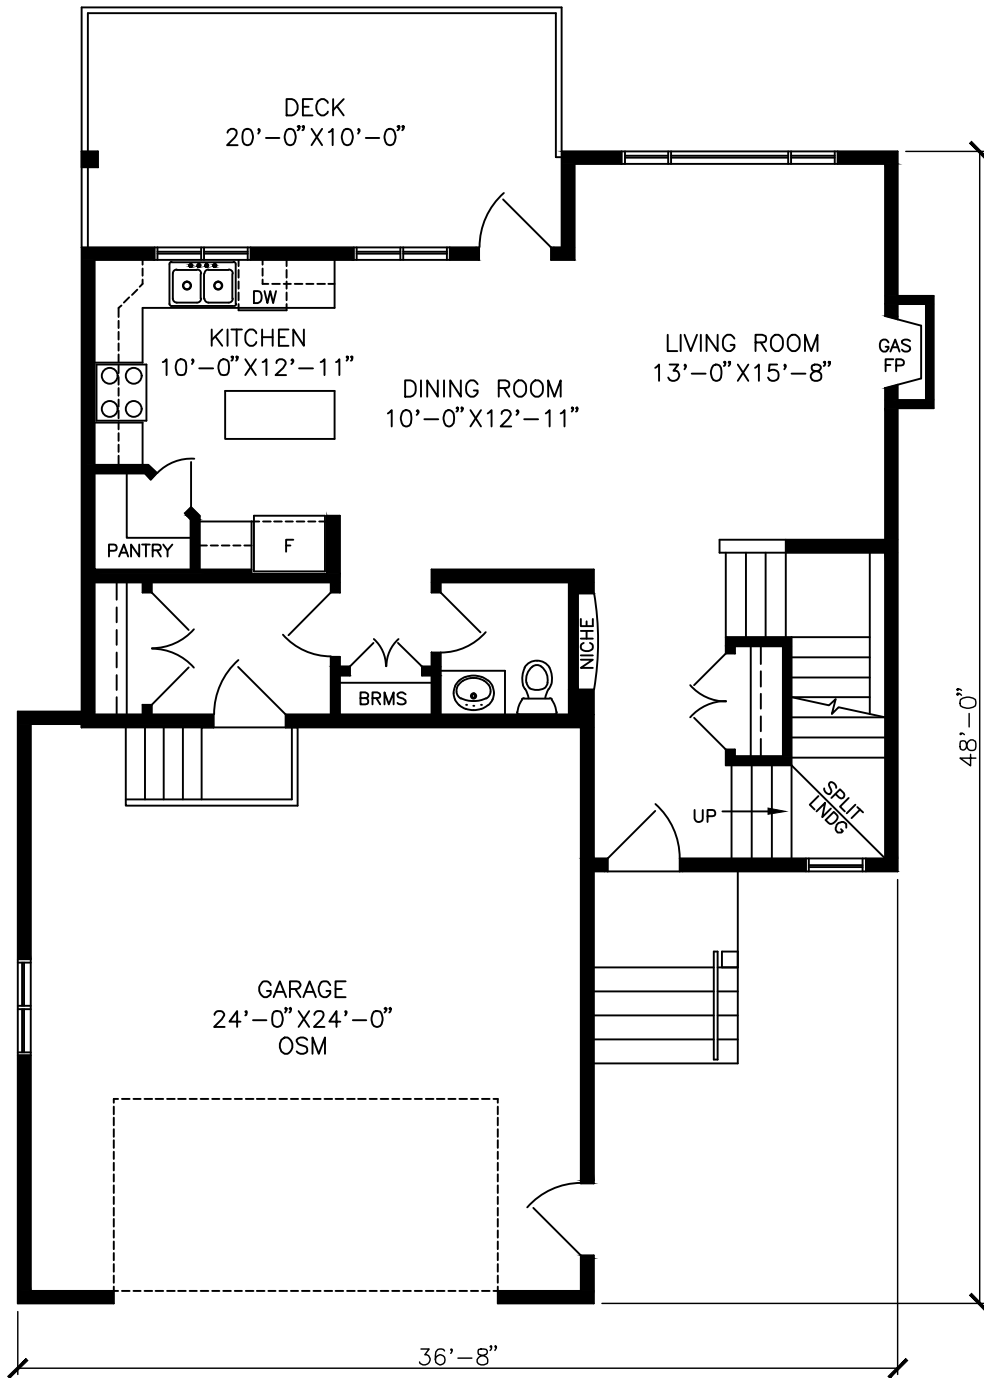 DECK
20'-0"X10'-0"
DW
KITCHEN
10'-0"X12'-11"
LIVING ROOM
13'-0"X15'-8"
GAS
FP
DINING ROOM
10'-0"X12'-11"
PANTRY
F
NICHE
BRMS
48'-0"
UP
SPLIT
LNDG
GARAGE
24'-0"X24'-0"
OSM
36'-8"